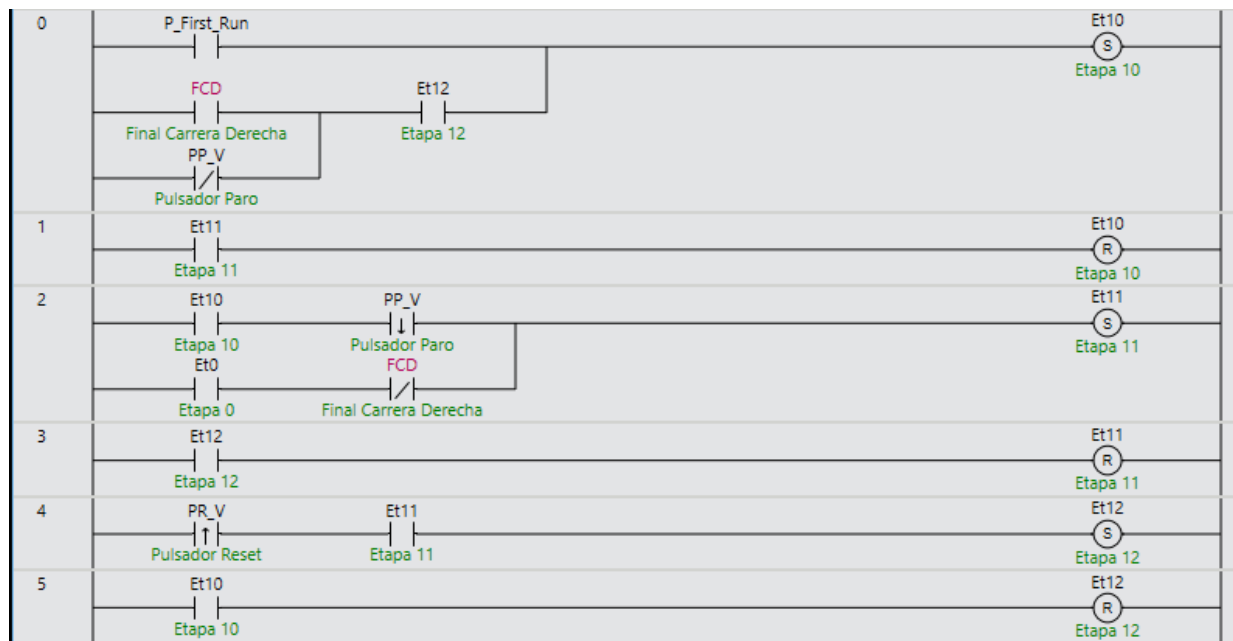 0 P_First_Run Et10
S
Etapa 10
FCD Et12
Final Carrera Derecha Etapa 12
PP_V
Pulsador Paro
1 Et11 Et10
R
Etapa 11 Etapa 10
2 Et10 PP_V Et11
S
Etapa 10 Pulsador Paro Etapa 11
Et0 FCD
Etapa 0 Final Carrera Derecha
3 Et12 Et11
R
Etapa 12 Etapa 11
4 PR_V Et11 Et12
S
Pulsador Reset Etapa 11 Etapa 12
5 Et10 Et12
R
Etapa 10 Etapa 12